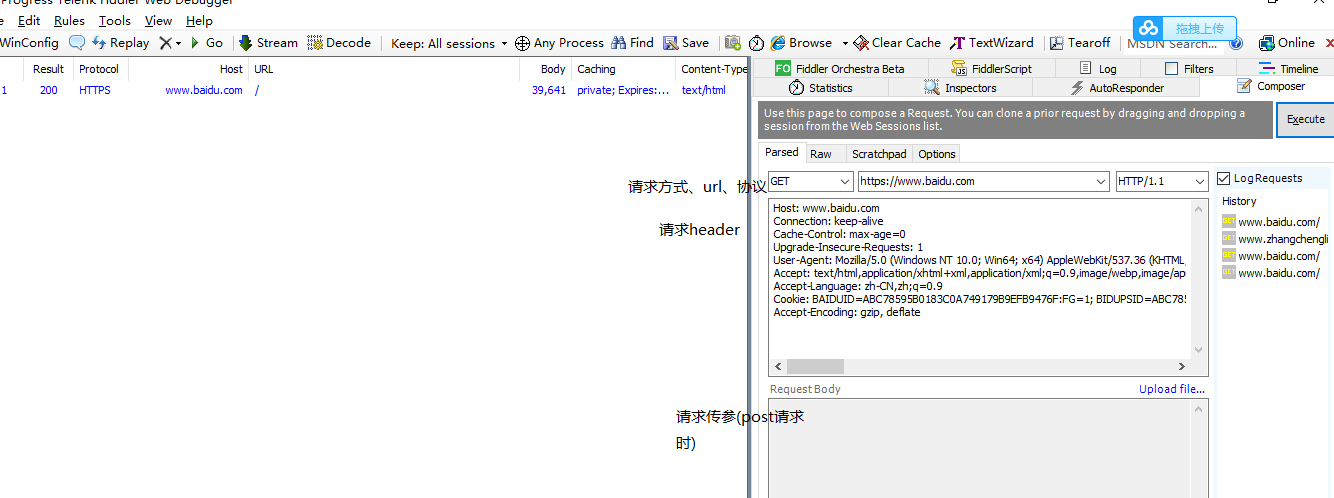 Progress Telerik Fiddler Web Debugger
Edit Rules Tools View Help
WinConfig Replay Go Stream Decode Keep: All sessions Any Process Find Save Browse Clear Cache TextWizard Tearoff MSDN Search... Online
拖拽上传
Result Protocol Host URL Body Caching Content-Type
1 200 HTTPS www.baidu.com / 39,641 private; Expires:... text/html
FO Fiddler Orchestra Beta FiddlerScript Log Filters Timeline
Statistics Inspectors AutoResponder Composer
Use this page to compose a Request. You can clone a prior request by dragging and dropping a
session from the Web Sessions list.
Execute
Parsed Raw Scratchpad Options
请求方式、url、协议
GET https://www.baidu.com HTTP/1.1
请求header
Host: www.baidu.com
Connection: keep-alive
Cache-Control: max-age=0
Upgrade-Insecure-Requests: 1
User-Agent: Mozilla/5.0 (Windows NT 10.0; Win64; x64) AppleWebKit/537.36 (KHTML,
Accept: text/html,application/xhtml+xml,application/xml;q=0.9,image/webp,image/ap
Accept-Language: zh-CN,zh;q=0.9
Cookie: BAIDUID=ABC78595B0183C0A749179B9EFB9476F:FG=1; BIDUPSID=ABC785
Accept-Encoding: gzip, deflate
Request Body Upload file...
请求传参(post请求
时)
Log Requests
History
GET www.baidu.com/
GET www.zhangchengli
GET www.baidu.com/
GET www.baidu.com/